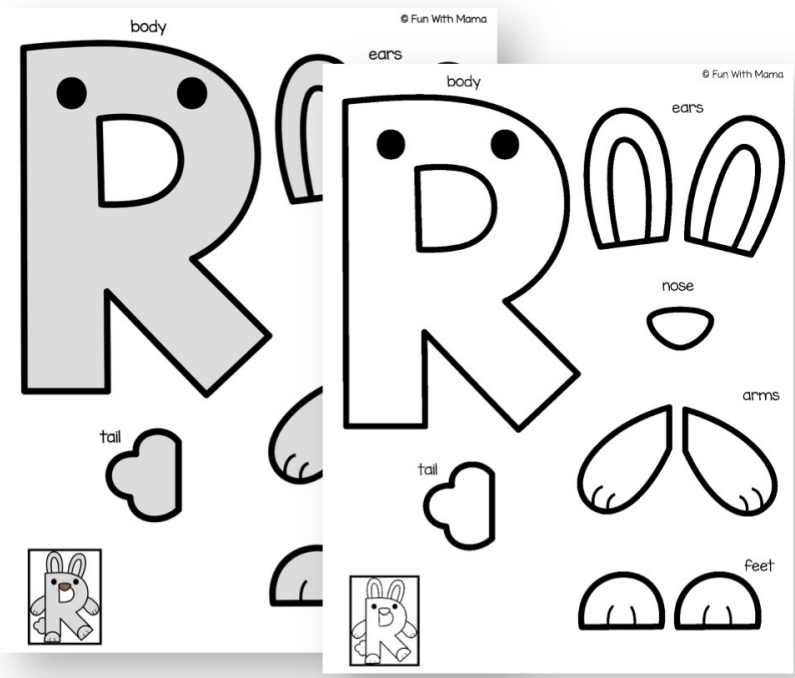 © Fun With Mama
body
ears
R
tail
R
© Fun With Mama
body
ears
R
nose
arms
tail
feet
R